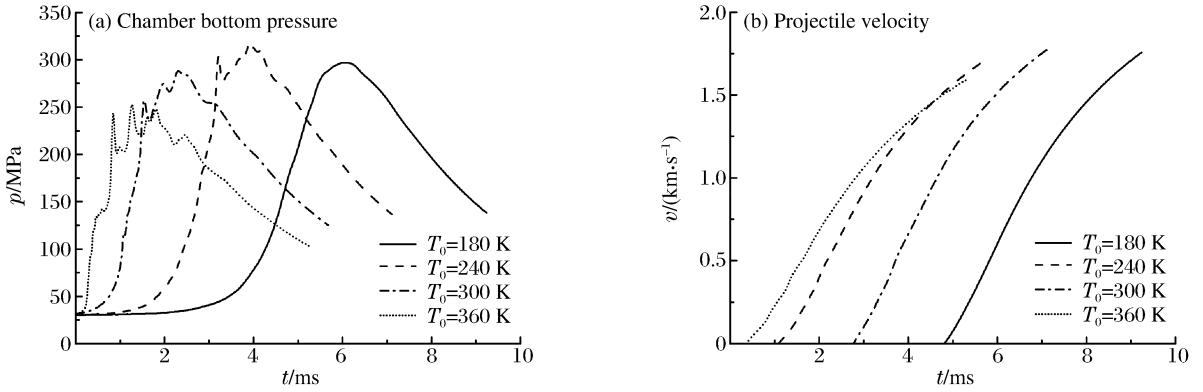 (a) Chamber bottom pressure
350
300
250
200
150
100
50
0
p/MPa
2
4
6
8
10
t/ms
T₀=180 K
T₀=240 K
T₀=300 K
T₀=360 K
(b) Projectile velocity
2.0
1.5
1.0
0.5
0
v/(km·s⁻¹)
2
4
6
8
10
t/ms
T₀=180 K
T₀=240 K
T₀=300 K
T₀=360 K